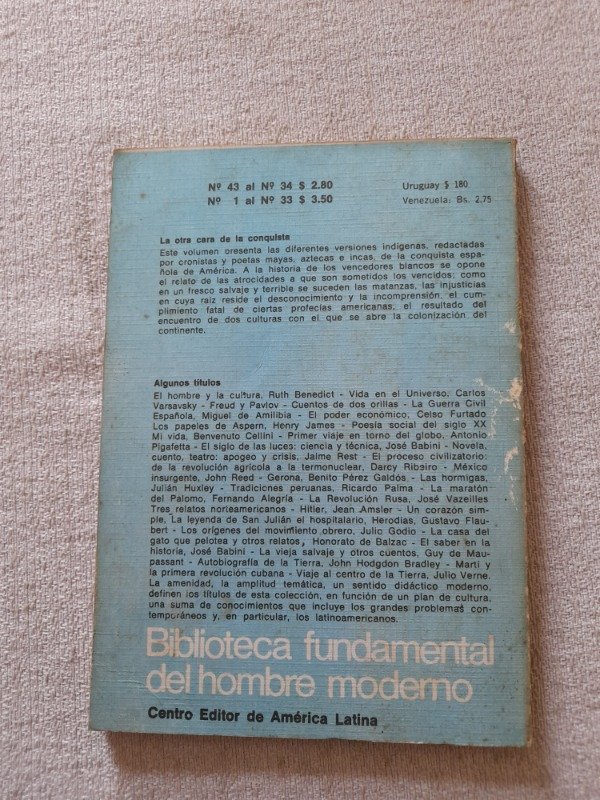 Nº 43 al Nº 34 $ 2.80
Nº 1 al Nº 33 $ 3.50
Uruguay $ 180
Venezuela: Bs. 2.75
La otra cara de la conquista
Este volumen presenta las diferentes versiones indígenas, redactadas
por cronistas y poetas mayas, aztecas e incas, de la conquista espa-
ñola de América. A la historia de los vencedores blancos se opone
el relato de las atrocidades a que son sometidos los vencidos; como
en un fresco salvaje y terrible se suceden las matanzas, las injusticias
en cuya raíz reside el desconocimiento y la incomprensión, el cum-
plimiento fatal de ciertas profecías americanas, el resultado del
encuentro de dos culturas con el que se abre la colonización del
continente.
Algunos títulos
El hombre y la cultura, Ruth Benedict - Vida en el Universo, Carlos
Varsavsky - Freud y Pavlov - Cuentos de dos orillas - La Guerra Civil
Española, Miguel de Amilibia - El poder económico, Celso Furtado
Los papeles de Aspern, Henry James - Poesía social del siglo XX
Mi vida, Benvenuto Cellini - Primer viaje en torno del globo, Antonio
Pigafetta - El siglo de las luces: ciencia y técnica, José Babini - Novela,
cuento, teatro: apogeo y crisis, Jaime Rest - El proceso civilizatorio:
de la revolución agrícola a la termonuclear, Darcy Ribeiro - México
insurgente, John Reed - Gerona, Benito Pérez Galdós - Las hormigas,
Julián Huxley - Tradiciones peruanas, Ricardo Palma - La maratón
del Palomo, Fernando Alegría - La Revolución Rusa, José Vazeilles
Tres relatos norteamericanos - Hitler, Jean Amsler - Un corazón sim-
ple, La leyenda de San Julián el hospitalario, Herodías, Gustavo Flau-
bert - Los orígenes del movimiento obrero, Julio Godio - La casa del
gato que pelotea y otros relatos, Honorato de Balzac - El saber en la
historia, José Babini - La vieja salvaje y otros cuentos, Guy de Mau-
passant - Autobiografía de la Tierra, John Hodgdon Bradley - Martí y
la primera revolución cubana - Viaje al centro de la Tierra, Julio Verne.
La amenidad, la amplitud temática, un sentido didáctico moderno,
definen los títulos de esta colección, en función de un plan de cultura,
una suma de conocimientos que incluye los grandes problemas con-
temporáneos y, en particular, los latinoamericanos.
Biblioteca fundamental
del hombre moderno
Centro Editor de América Latina